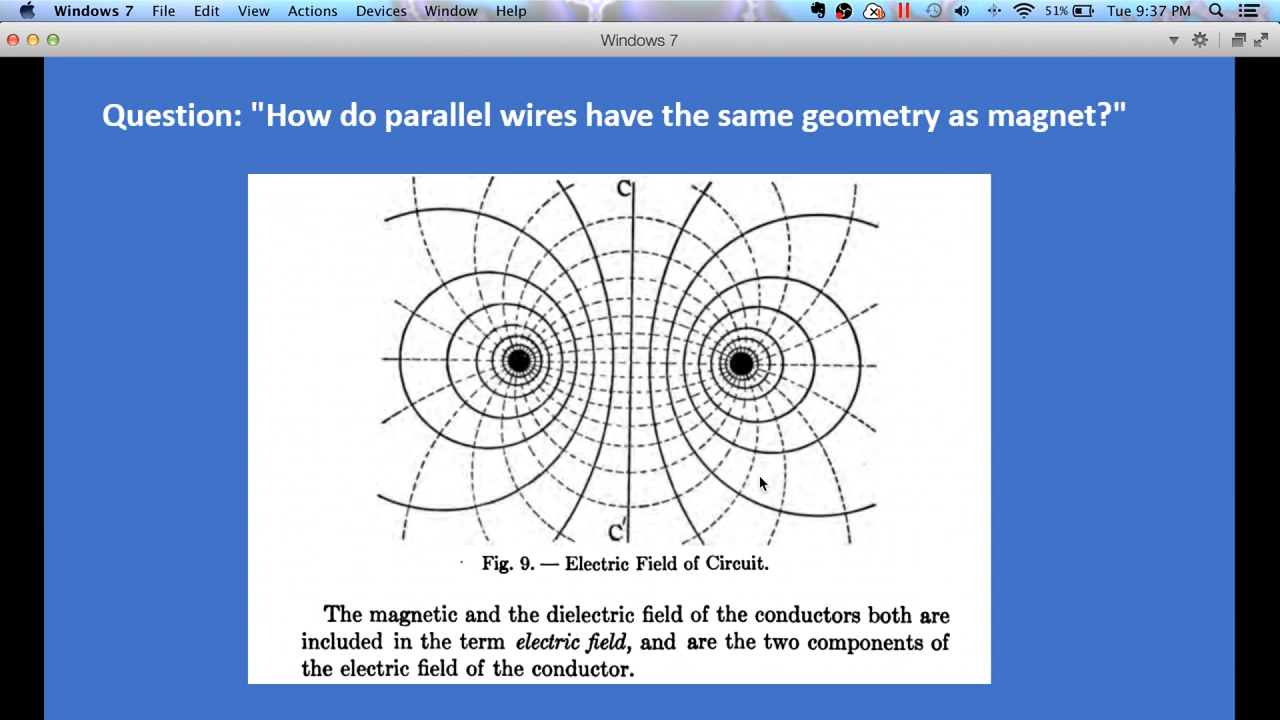 Windows 7 File Edit View Actions Devices Window Help 51% Tue 9:37 PM
Windows 7
Question: "How do parallel wires have the same geometry as magnet?"
C
C'
Fig. 9. — Electric Field of Circuit.
The magnetic and the dielectric field of the conductors both are
included in the term electric field, and are the two components of
the electric field of the conductor.